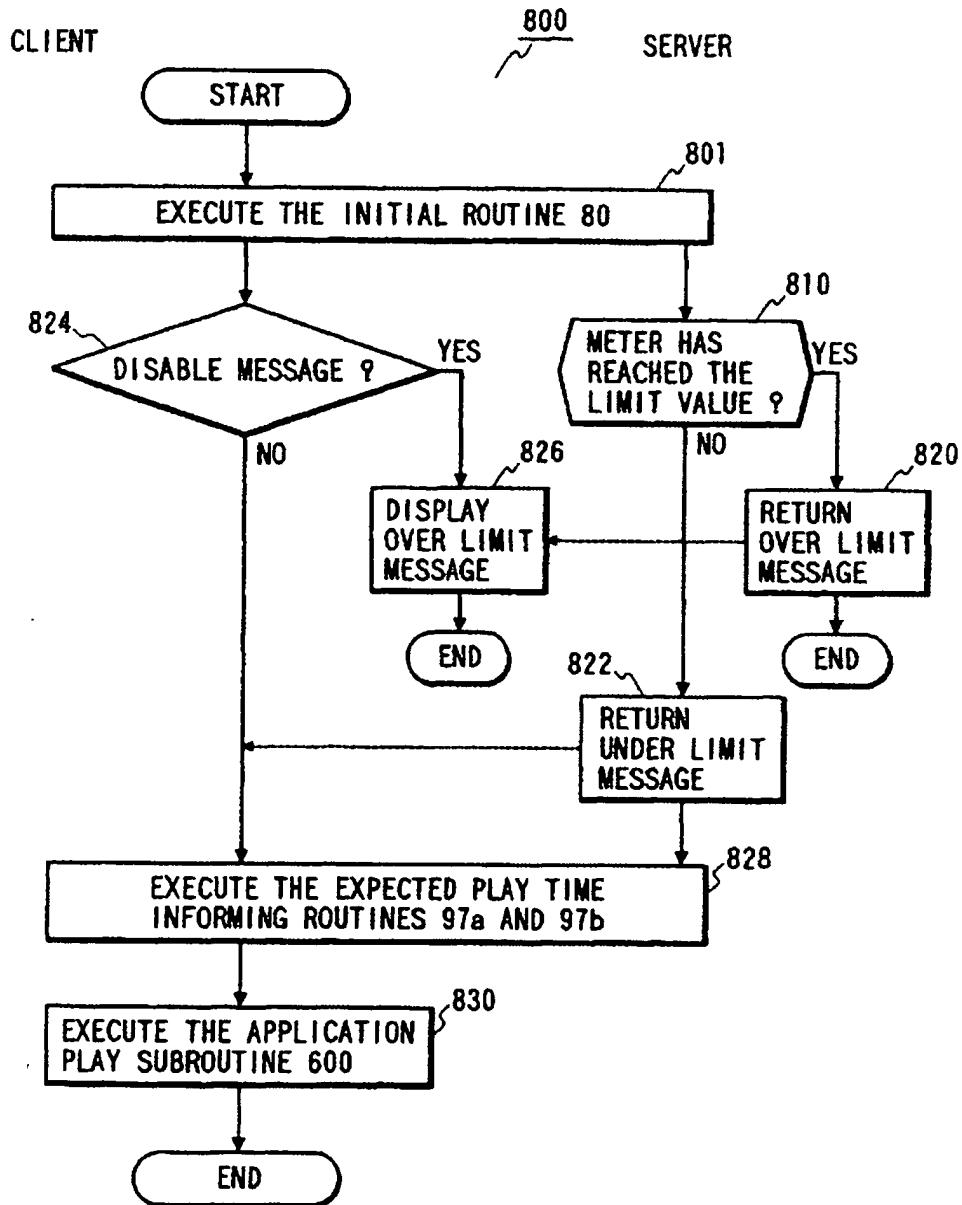 CLIENT
800
SERVER
START
801
EXECUTE THE INITIAL ROUTINE 80
824
DISABLE MESSAGE ?
YES
NO
810
METER HAS
REACHED THE
LIMIT VALUE ?
YES
NO
826
DISPLAY
OVER LIMIT
MESSAGE
820
RETURN
OVER LIMIT
MESSAGE
END
END
822
RETURN
UNDER LIMIT
MESSAGE
828
EXECUTE THE EXPECTED PLAY TIME
INFORMING ROUTINES 97a AND 97b
830
EXECUTE THE APPLICATION
PLAY SUBROUTINE 600
END